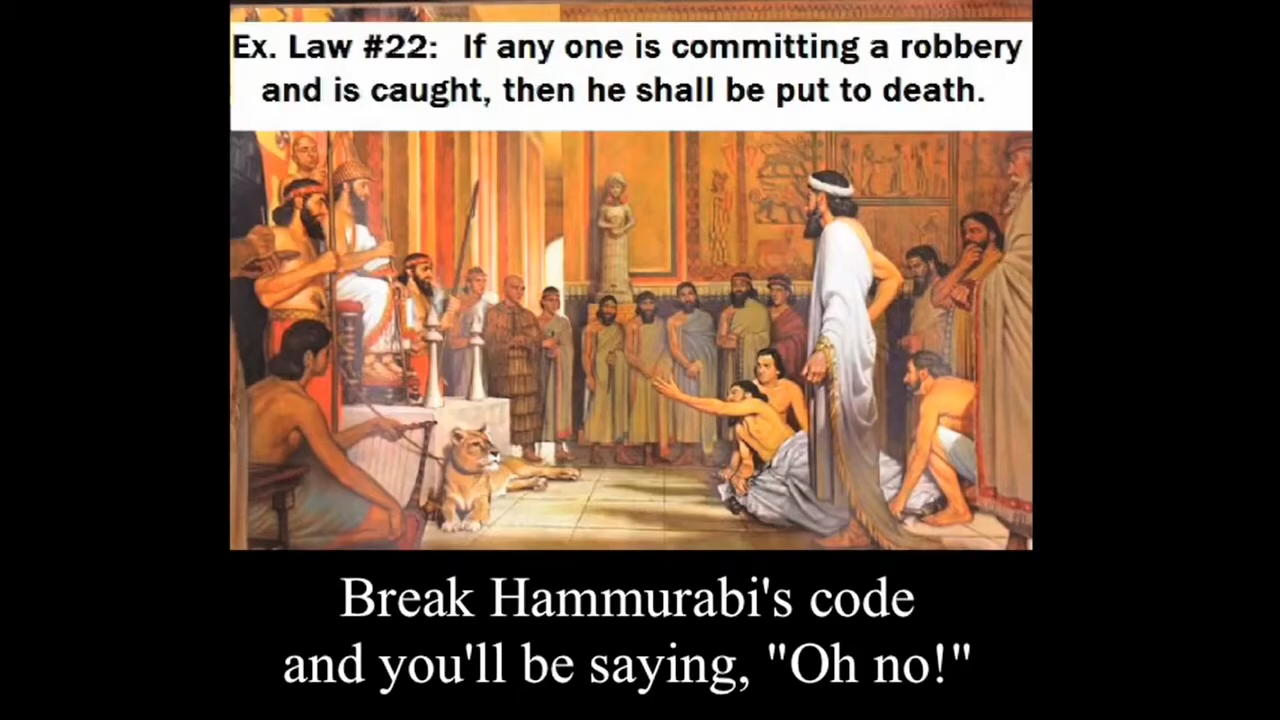 Ex. Law #22: If any one is committing a robbery
and is caught, then he shall be put to death.
Break Hammurabi's code
and you'll be saying, "Oh no!"